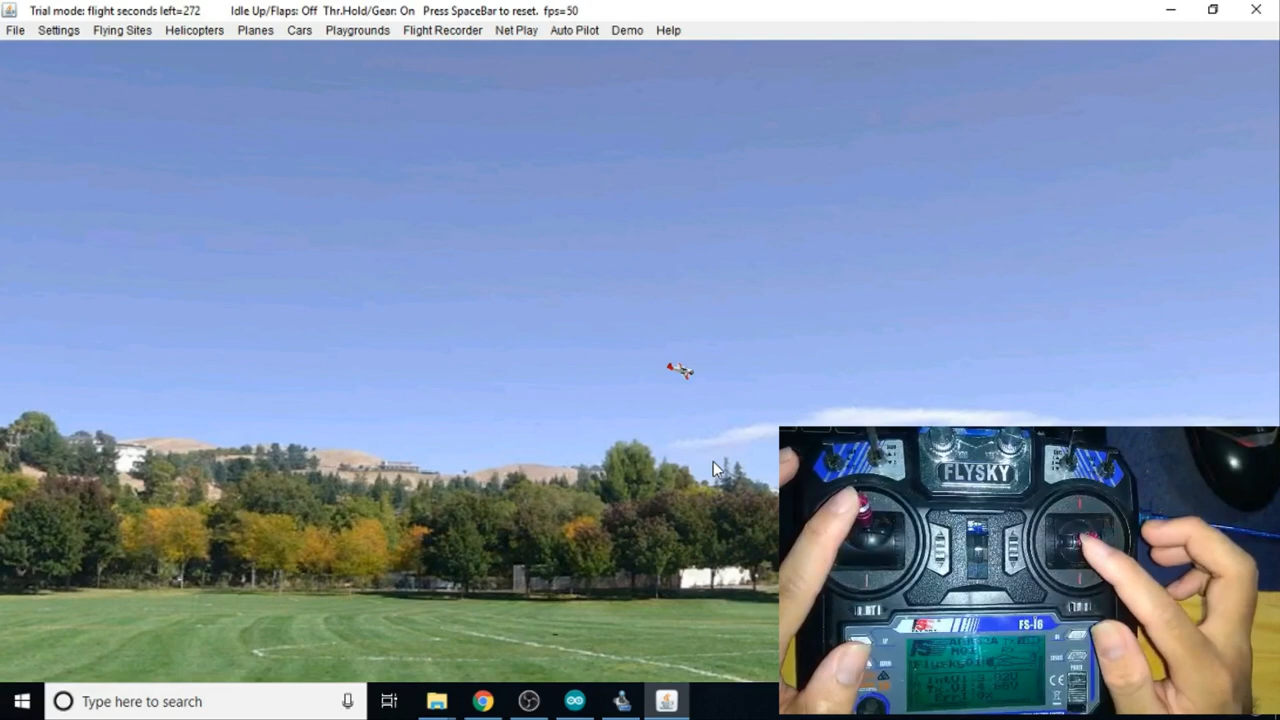 Trial mode: flight seconds left=272 Idle Up/Flaps: Off Thr.Hold/Gear: On Press SpaceBar to reset. fps=50
File Settings Flying Sites Helicopters Planes Cars Playgrounds Flight Recorder Net Play Auto Pilot Demo Help
FLYSKY
FS-i6
Type here to search